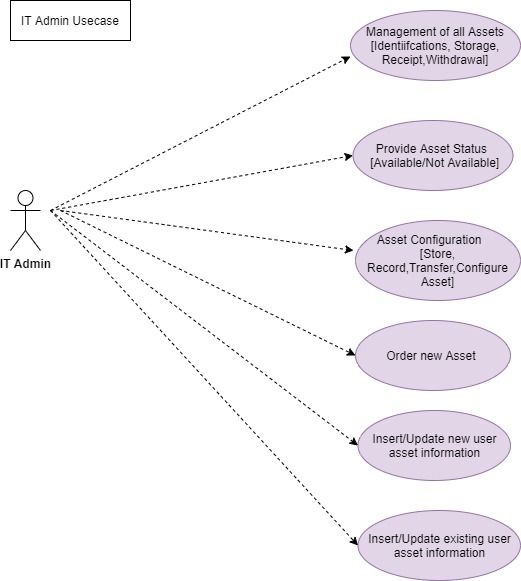 IT Admin Usecase
Management of all Assets
[Identiifcations, Storage,
Receipt,Withdrawal]
Provide Asset Status
[Available/Not Available]
Asset Configuration
[Store,
Record,Transfer,Configure
Asset]
IT Admin
Order new Asset
Insert/Update new user
asset information
Insert/Update existing user
asset information